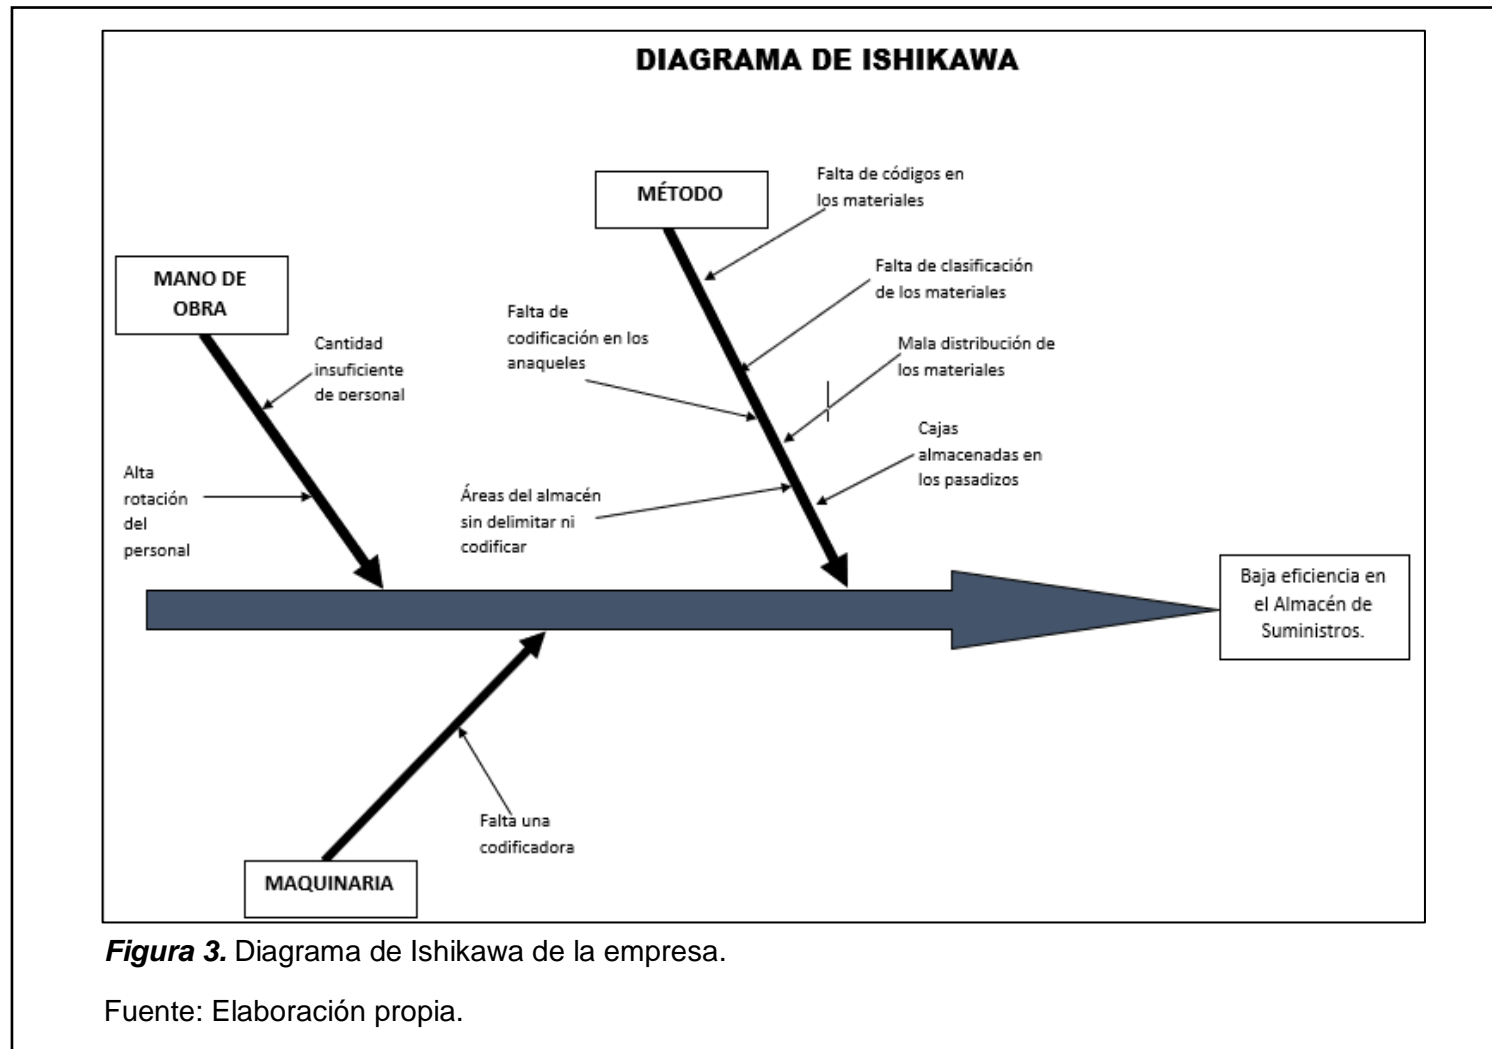 DIAGRAMA DE ISHIKAWA
MÉTODO
Falta de códigos en
los materiales
MANO DE
OBRA
Falta de clasificación
de los materiales
Falta de
codificación en los
anaqueles
Cantidad
insuficiente
de personal
Mala distribución de
los materiales
Cajas
almacenadas en
los pasadizos
Alta
rotación
del
personal
Áreas del almacén
sin delimitar ni
codificar
Baja eficiencia en
el Almacén de
Suministros.
Falta una
codificadora
MAQUINARIA
Figura 3. Diagrama de Ishikawa de la empresa.
Fuente: Elaboración propia.